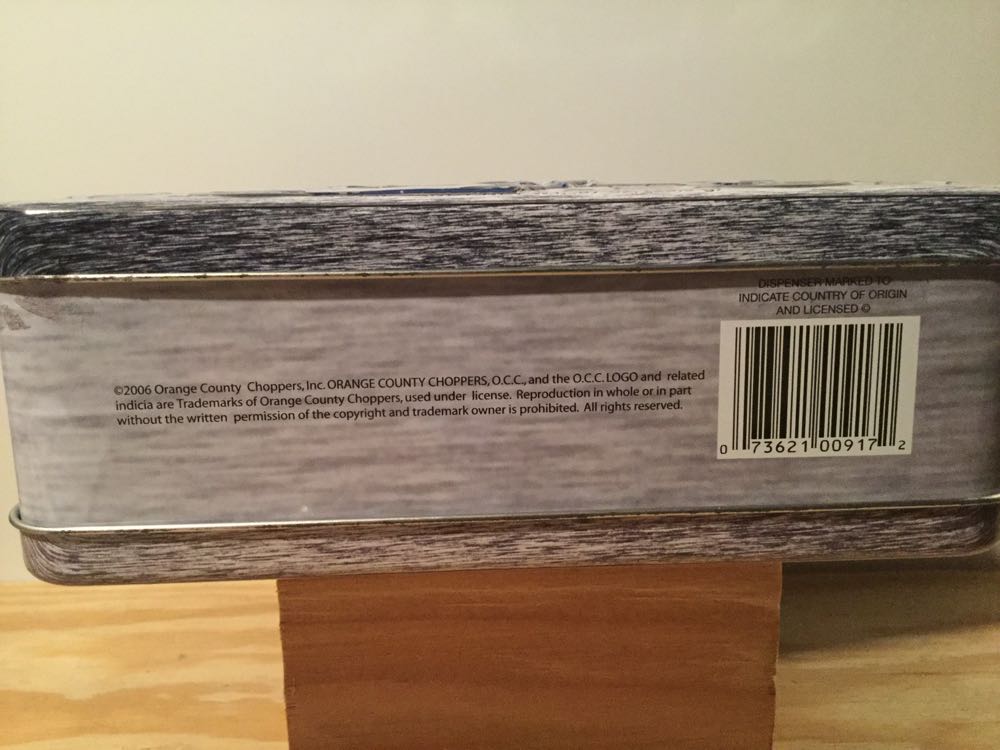 DISPENSER MARKED TO
INDICATE COUNTRY OF ORIGIN
AND LICENSED ©
©2006 Orange County Choppers, Inc. ORANGE COUNTY CHOPPERS, O.C.C., and the O.C.C. LOGO and related
indicia are Trademarks of Orange County Choppers, used under license. Reproduction in whole or in part
without the written permission of the copyright and trademark owner is prohibited. All rights reserved.
0 73621 00917 2